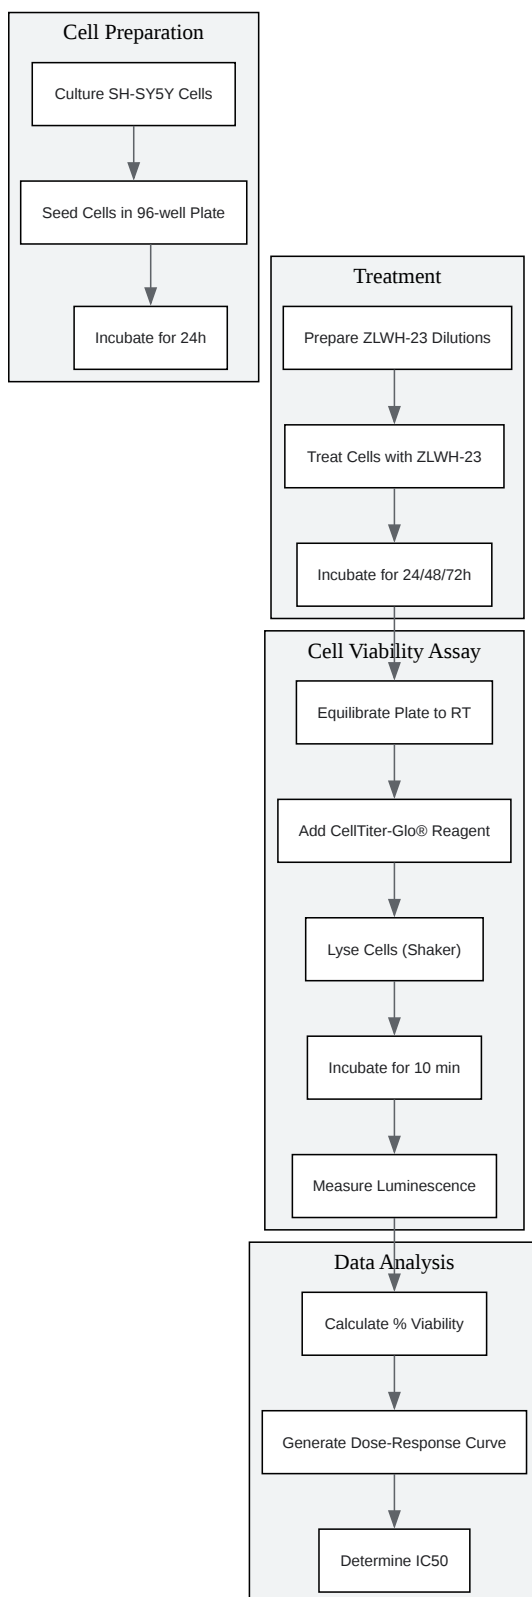 Cell Preparation
Culture SH-SY5Y Cells
Seed Cells in 96-well Plate
Incubate for 24h
Treatment
Prepare ZLWH-23 Dilutions
Treat Cells with ZLWH-23
Incubate for 24/48/72h
Cell Viability Assay
Equilibrate Plate to RT
Add CellTiter-Glo® Reagent
Lyse Cells (Shaker)
Incubate for 10 min
Measure Luminescence
Data Analysis
Calculate % Viability
Generate Dose-Response Curve
Determine IC50